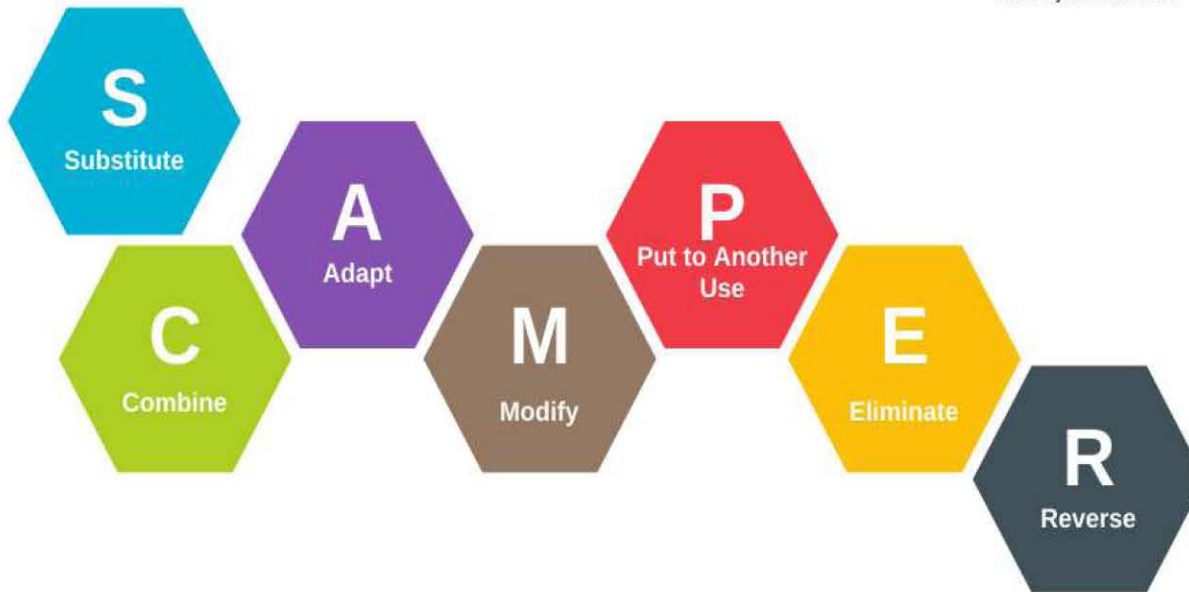 S
Substitute
C
Combine
A
Adapt
M
Modify
P
Put to Another
Use
E
Eliminate
R
Reverse